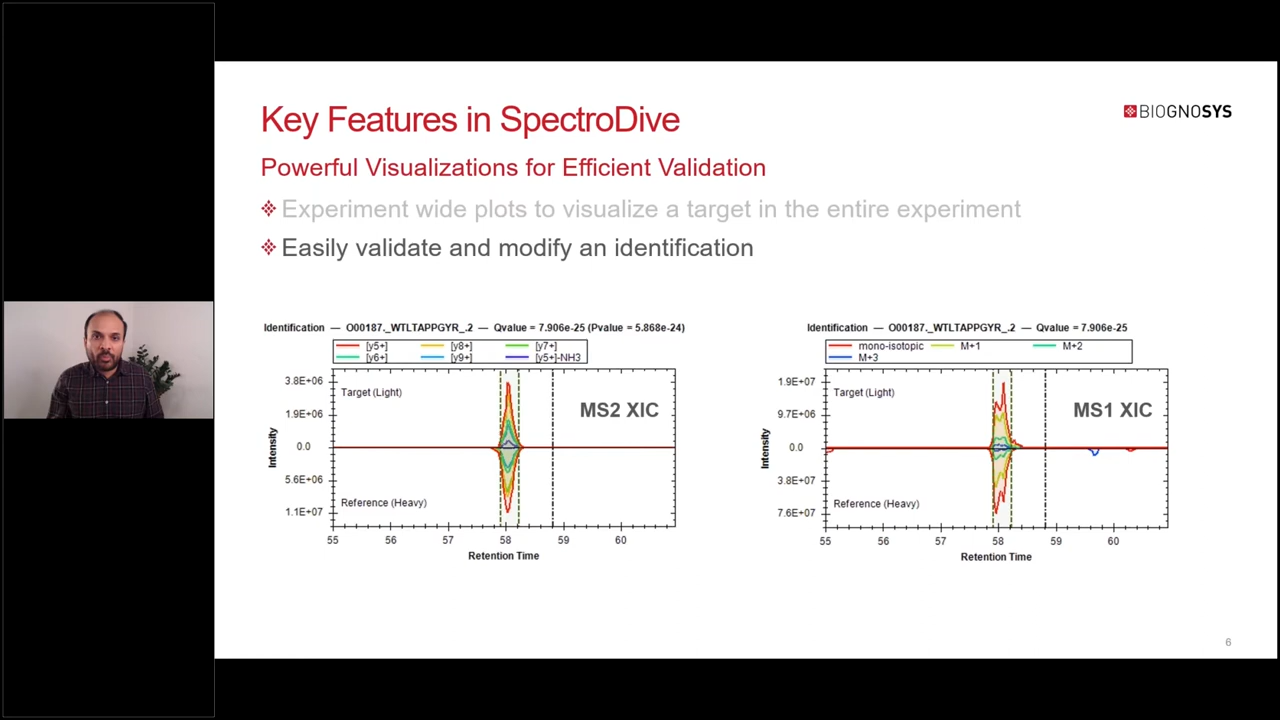 Key Features in SpectroDive
BIOGNOSYS
Powerful Visualizations for Efficient Validation
Experiment wide plots to visualize a target in the entire experiment
Easily validate and modify an identification
Identification — O00187._WTLTAPPGYR_.2 — Qvalue = 7.906e-25 (Pvalue = 5.868e-24)
[y5+] [y8+] [y7+]
[y6+] [y9+] [y5+]-NH3
3.8E+06
Target (Light)
MS2 XIC
1.9E+06
0.0
Intensity
5.6E+06
Reference (Heavy)
1.1E+07
55 56 57 58 59 60
Retention Time
Identification — O00187._WTLTAPPGYR_.2 — Qvalue = 7.906e-25
mono-isotopic M+1 M+2
M+3
1.9E+07
Target (Light)
MS1 XIC
9.7E+06
0.0
Intensity
3.8E+07
Reference (Heavy)
7.6E+07
55 56 57 58 59 60
Retention Time
6